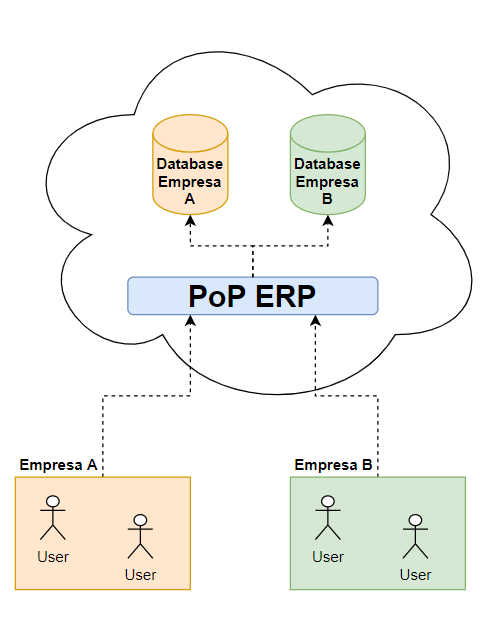 Database
Empresa
A
Database
Empresa
B
PoP ERP
Empresa A
Empresa B
User
User
User
User